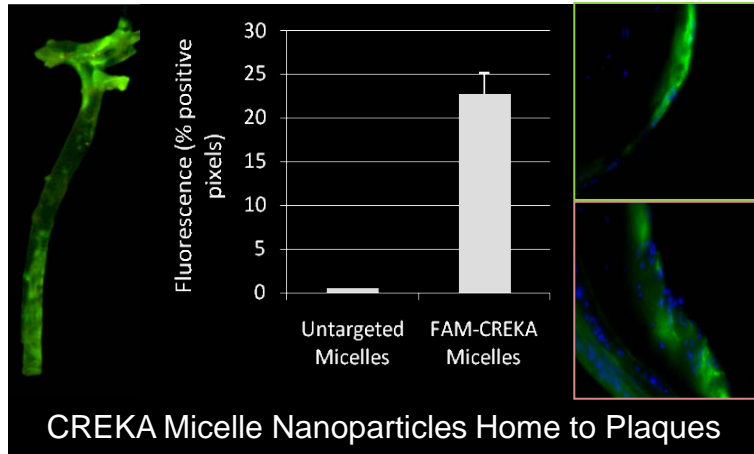 Fluorescence (% positive
pixels)
30
25
20
15
10
5
0
Untargeted
Micelles
FAM-CREKA
Micelles
CREKA Micelle Nanoparticles Home to Plaques